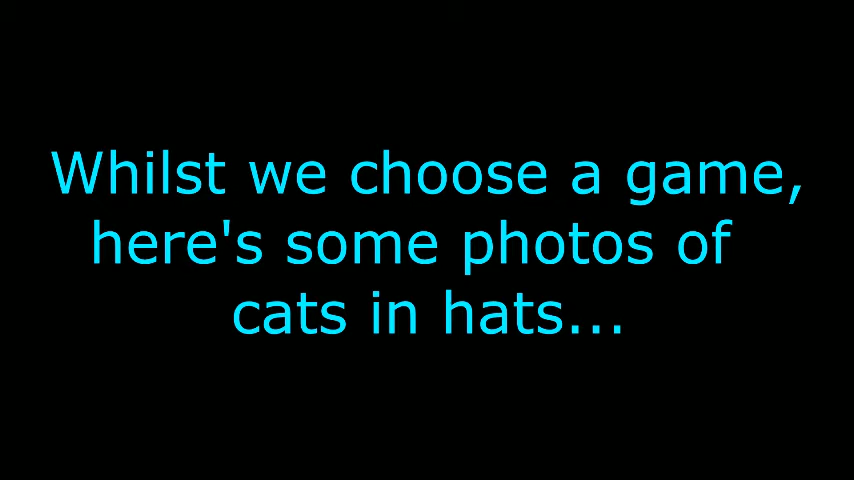 Whilst we choose a game,
here's some photos of
cats in hats...